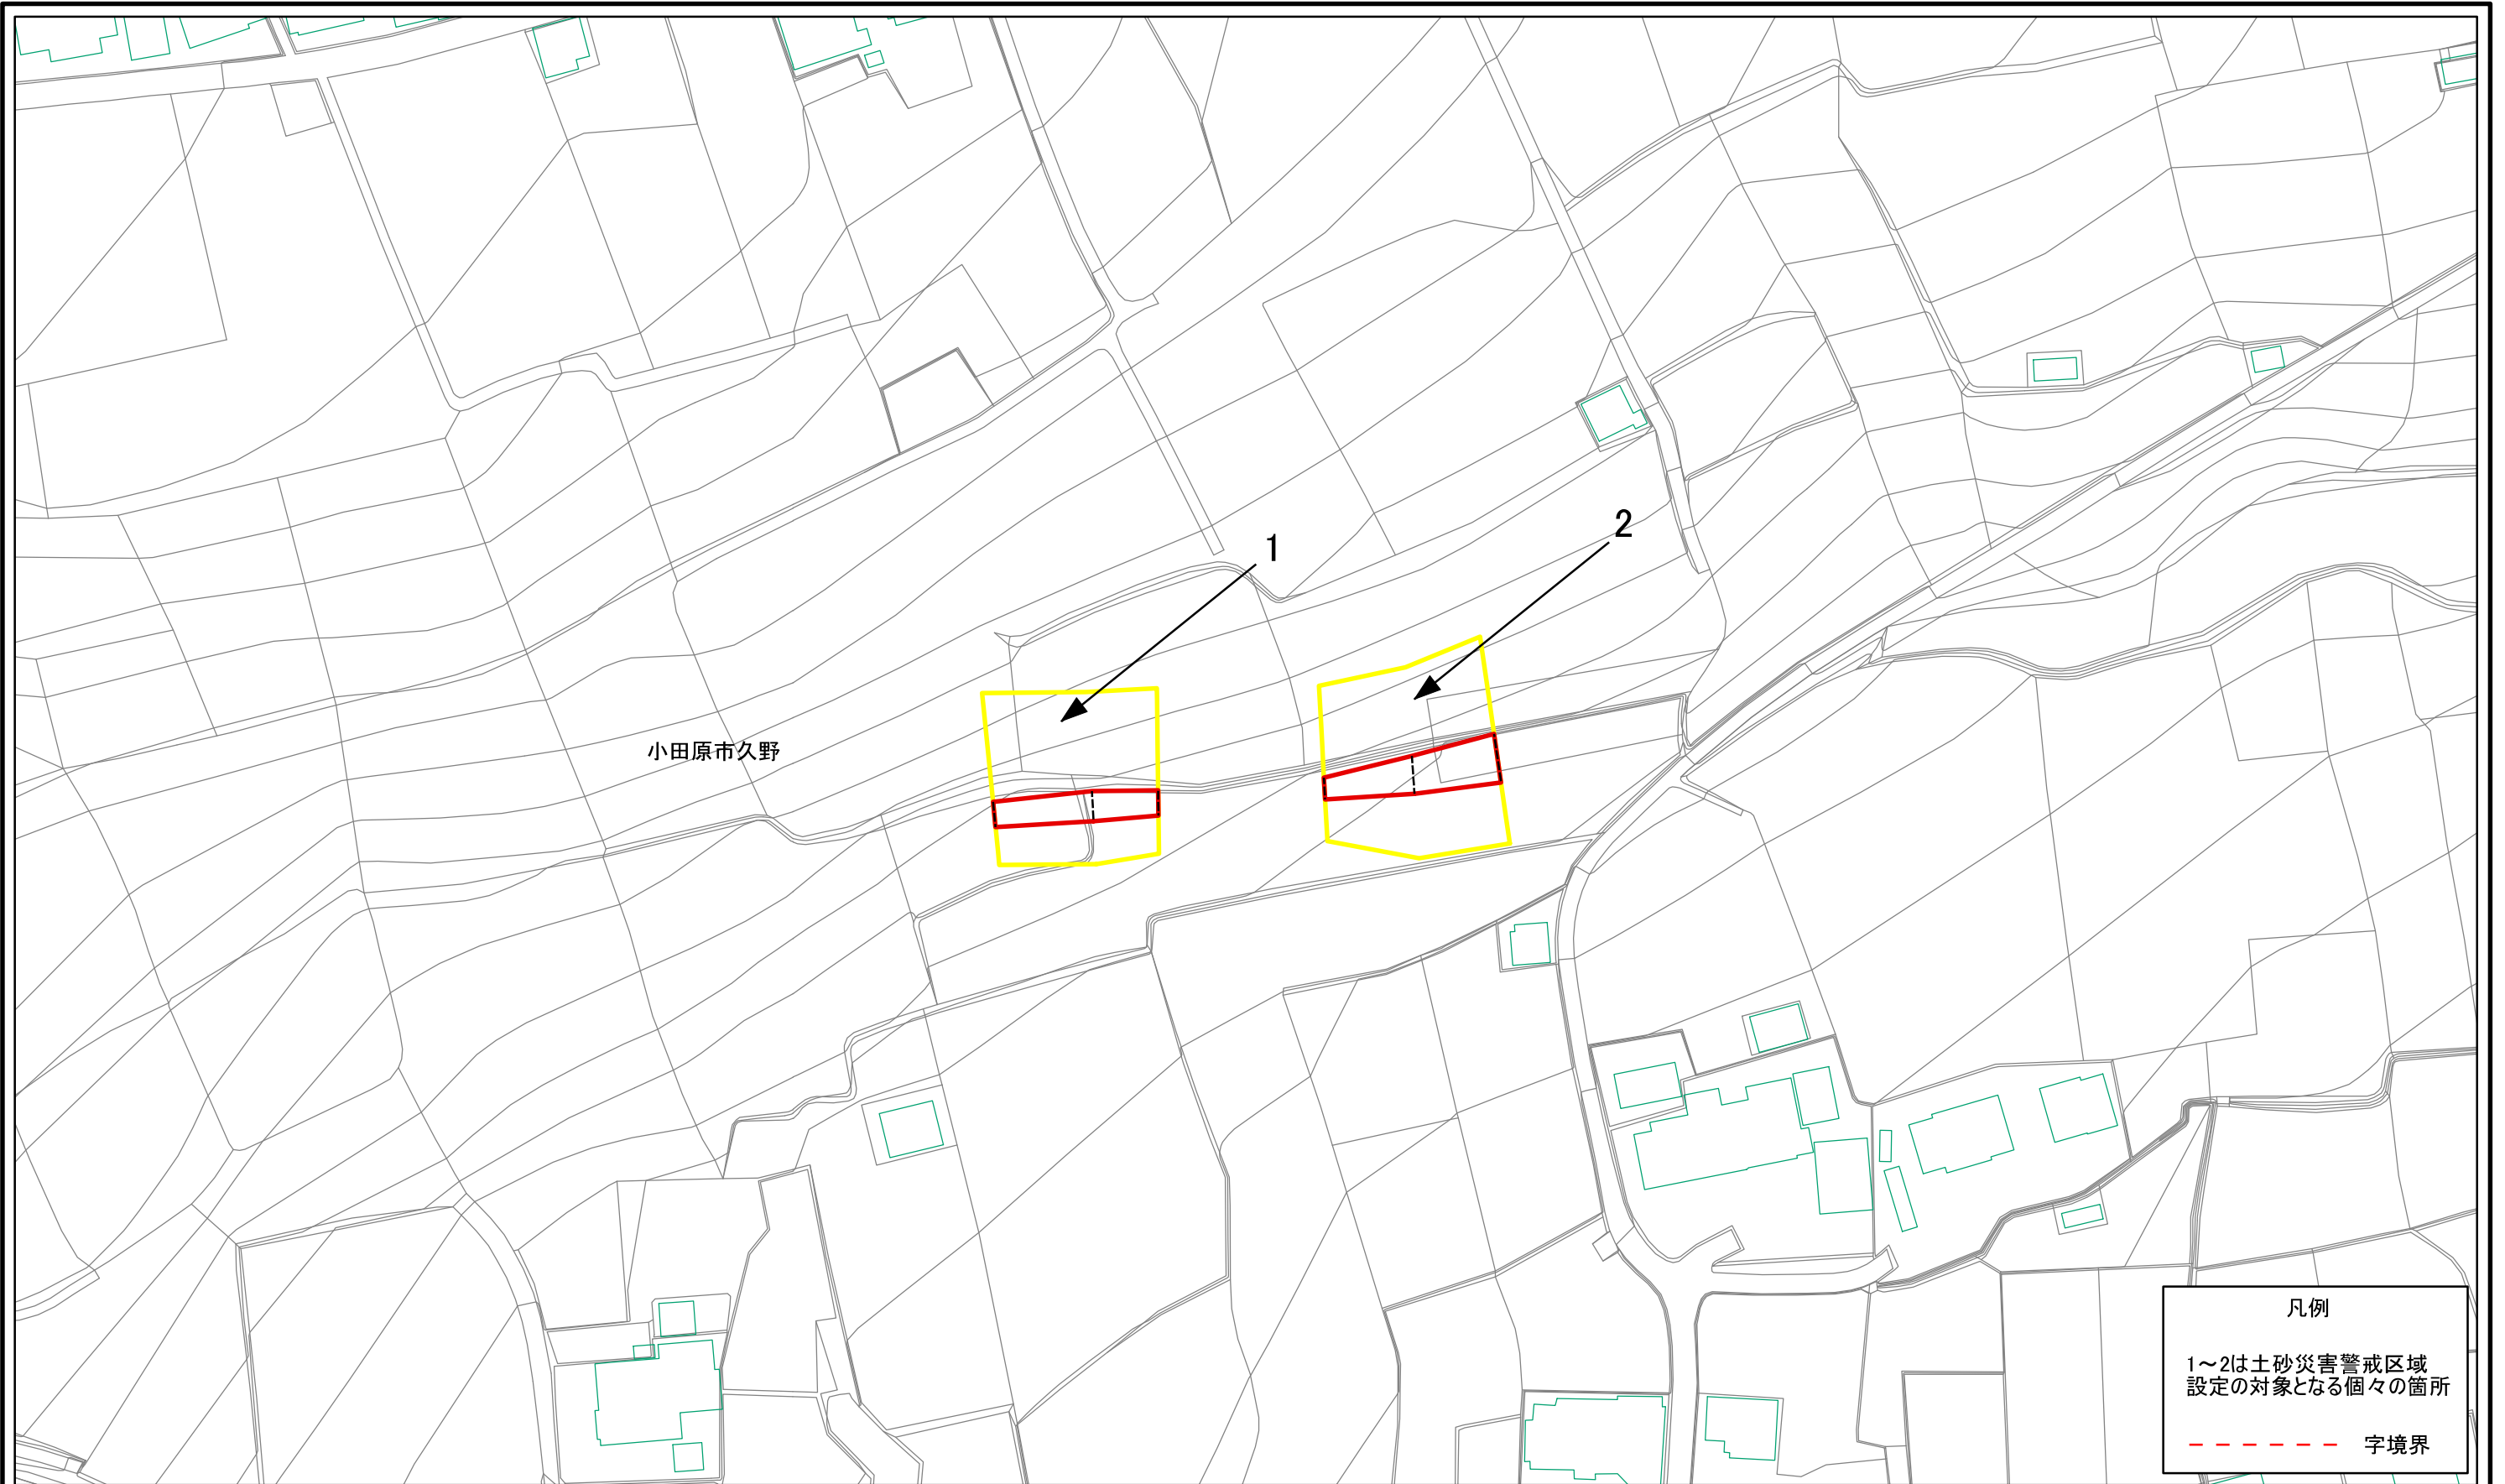 1
2
小田原市久野
凡例
1～2は土砂災害警戒区域
設定の対象となる個々の箇所
字境界